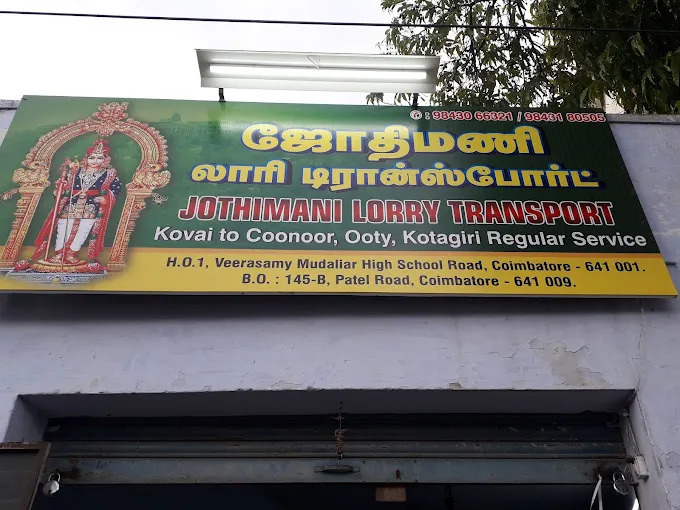 : 98430 66321 / 98431 80505
ஜோதிமணி
லாரி டிரான்ஸ்போர்ட்
JOTHIMANI LORRY TRANSPORT
Kovai to Coonoor, Ooty, Kotagiri Regular Service
H.O.1, Veerasamy Mudaliar High School Road, Coimbatore - 641 001.
B.O. : 145-B, Patel Road, Coimbatore - 641 009.